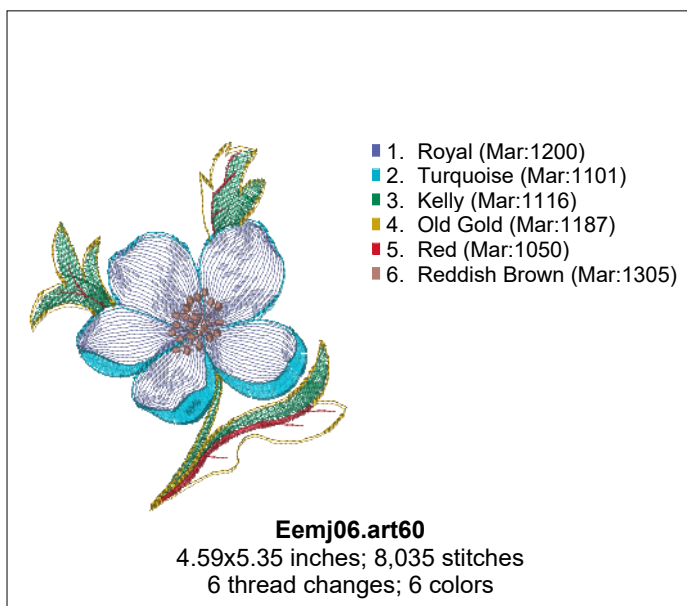 1. Royal (Mar:1200)
2. Turquoise (Mar:1101)
3. Kelly (Mar:1116)
4. Old Gold (Mar:1187)
5. Red (Mar:1050)
6. Reddish Brown (Mar:1305)
Eemj06.art60
4.59x5.35 inches; 8,035 stitches
6 thread changes; 6 colors